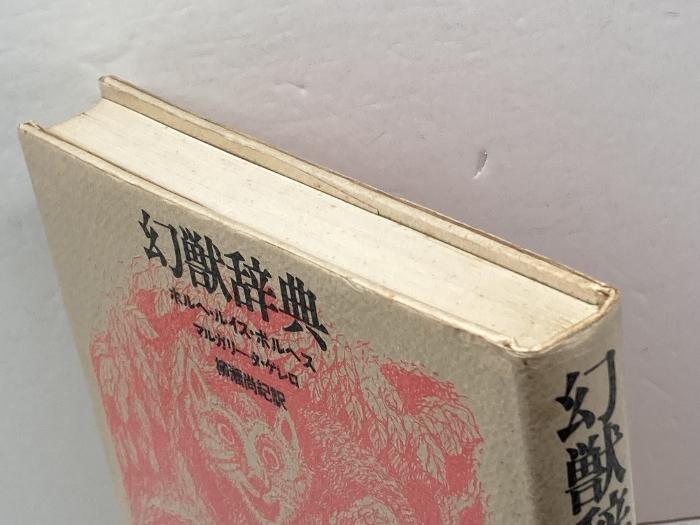 幻獣辞典
ホルヘ・ルイス・ボルヘス
マルガリータ・ゲレロ
柳瀬尚紀訳
幻獣辞